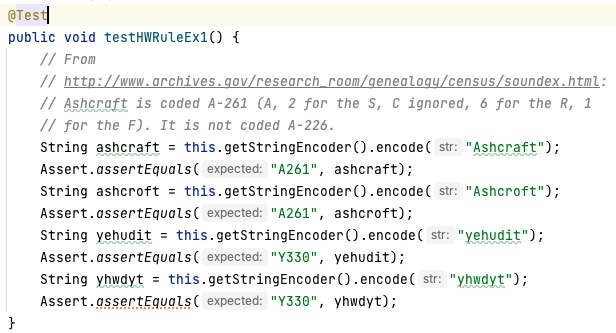 @Test
public void testHWRuleEx1() {
// From
// http://www.archives.gov/research_room/genealogy/census/soundex.html:
// Ashcraft is coded A-261 (A, 2 for the S, C ignored, 6 for the R, 1
// for the F). It is not coded A-226.
String ashcraft = this.getStringEncoder().encode( str: "Ashcraft");
Assert.assertEquals( expected: "A261", ashcraft);
String ashcroft = this.getStringEncoder().encode( str: "Ashcroft");
Assert.assertEquals( expected: "A261", ashcroft);
String yehudit = this.getStringEncoder().encode( str: "yehudit");
Assert.assertEquals( expected: "Y330", yehudit);
String yhwdyt = this.getStringEncoder().encode( str: "yhwdyt");
Assert.assertEquals( expected: "Y330", yhwdyt);
}